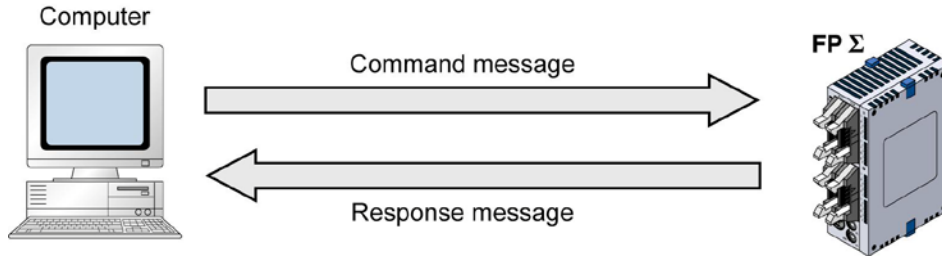 Computer
FP Σ
Command message
Response message